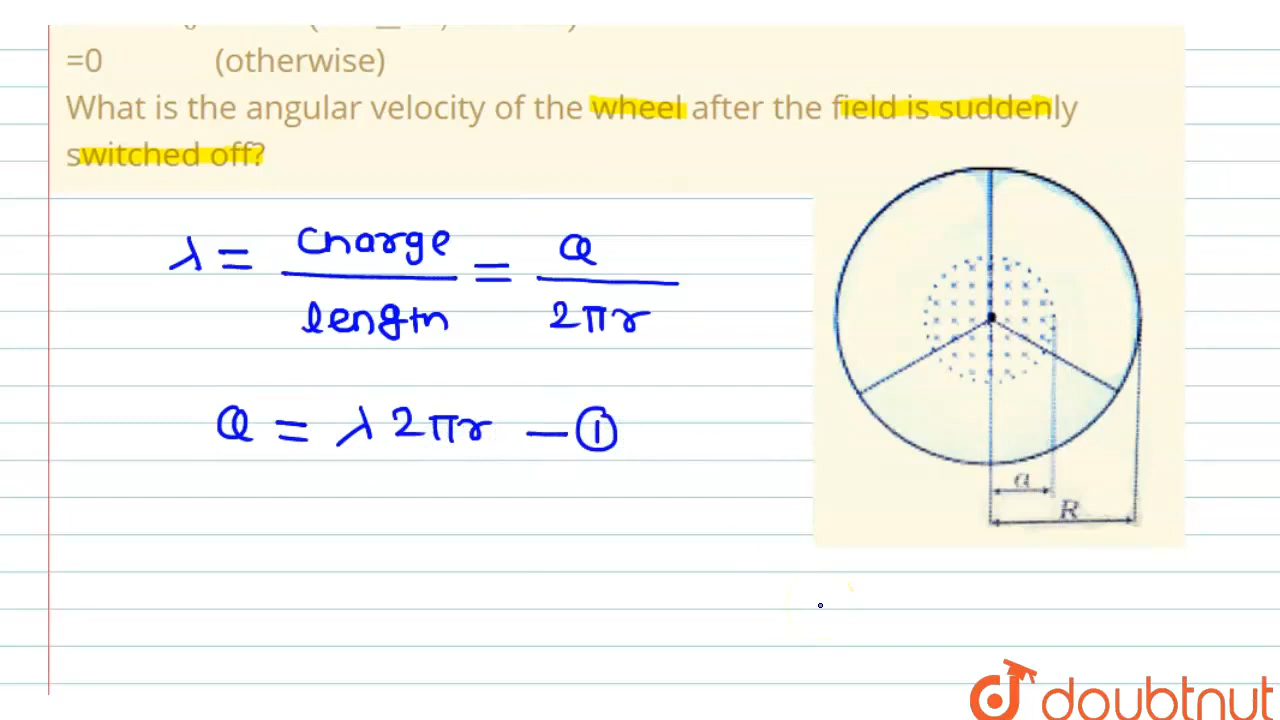 =0 (otherwise)
What is the angular velocity of the wheel after the field is suddenly
switched off?
λ = charge / length = Q / 2πr
Q = λ 2πr — ①
a
R
doubtnut